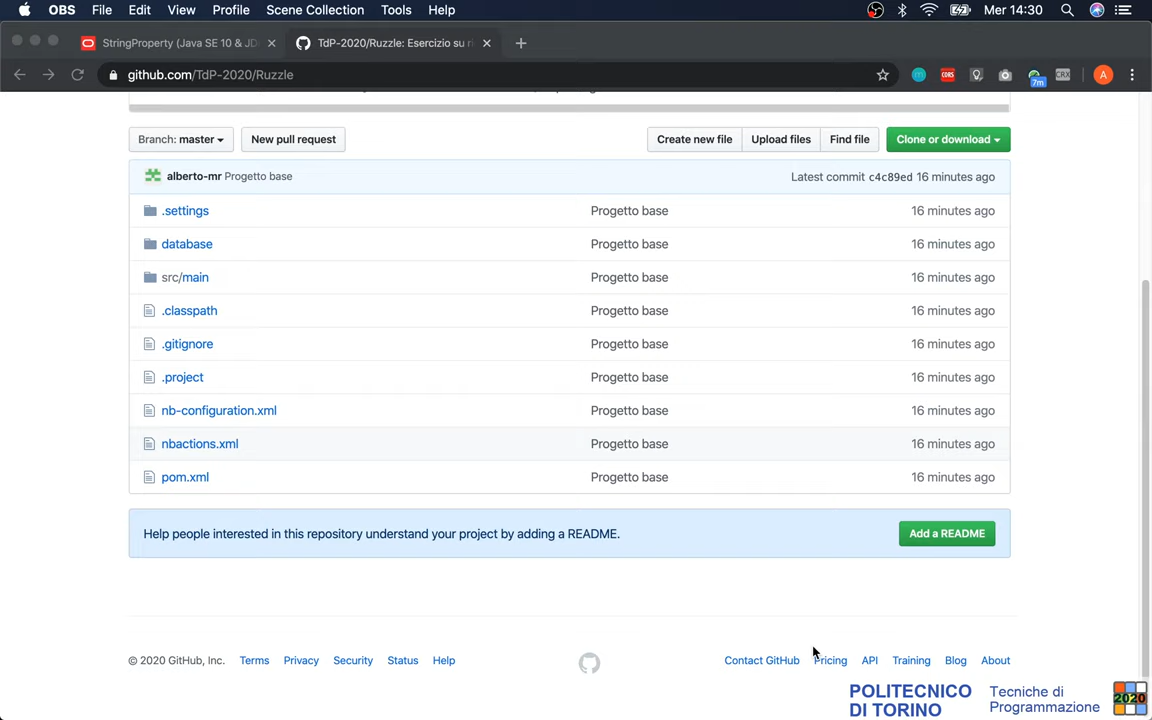 OBS File Edit View Profile Scene Collection Tools Help Mer 14:30
StringProperty (Java SE 10 & JD TdP-2020/Ruzzle: Esercizio su ri
github.com/TdP-2020/Ruzzle CORS 7m CRX A
Branch: master New pull request Create new file Upload files Find file Clone or download
alberto-mr Progetto base Latest commit c4c89ed 16 minutes ago
.settings Progetto base 16 minutes ago
database Progetto base 16 minutes ago
src/main Progetto base 16 minutes ago
.classpath Progetto base 16 minutes ago
.gitignore Progetto base 16 minutes ago
.project Progetto base 16 minutes ago
nb-configuration.xml Progetto base 16 minutes ago
nbactions.xml Progetto base 16 minutes ago
pom.xml Progetto base 16 minutes ago
Help people interested in this repository understand your project by adding a README. Add a README
© 2020 GitHub, Inc. Terms Privacy Security Status Help Contact GitHub Pricing API Training Blog About
POLITECNICO Tecniche di
DI TORINO Programmazione 2020